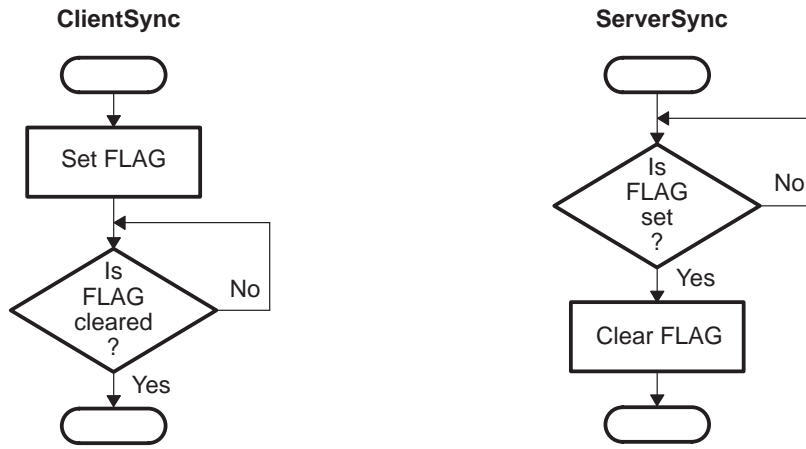 ClientSync
Set FLAG
Is
FLAG
cleared
?
No
Yes
ServerSync
Is
FLAG
set
?
No
Yes
Clear FLAG